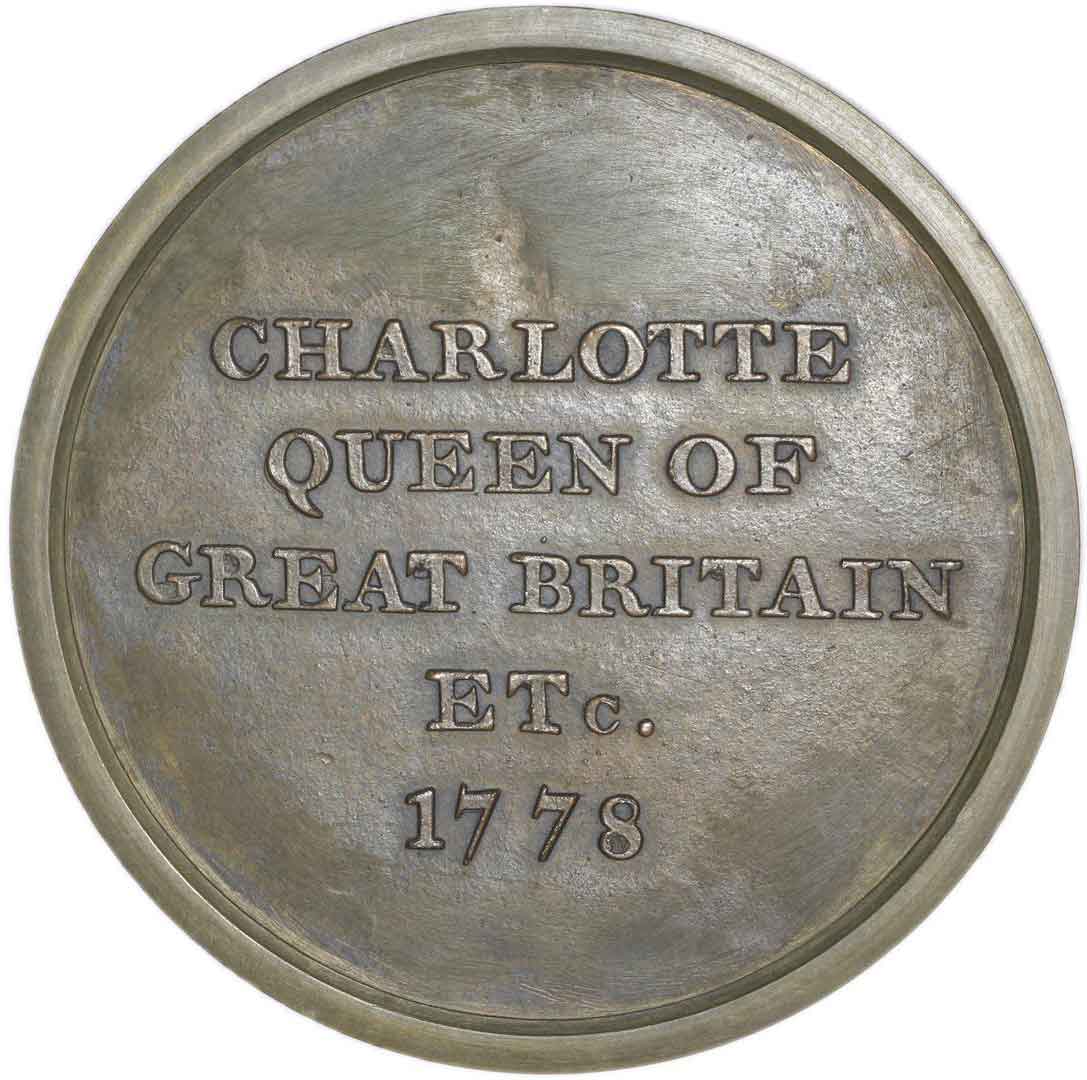 CHARLOTTE
QUEEN OF
GREAT BRITAIN
ETc.
1778